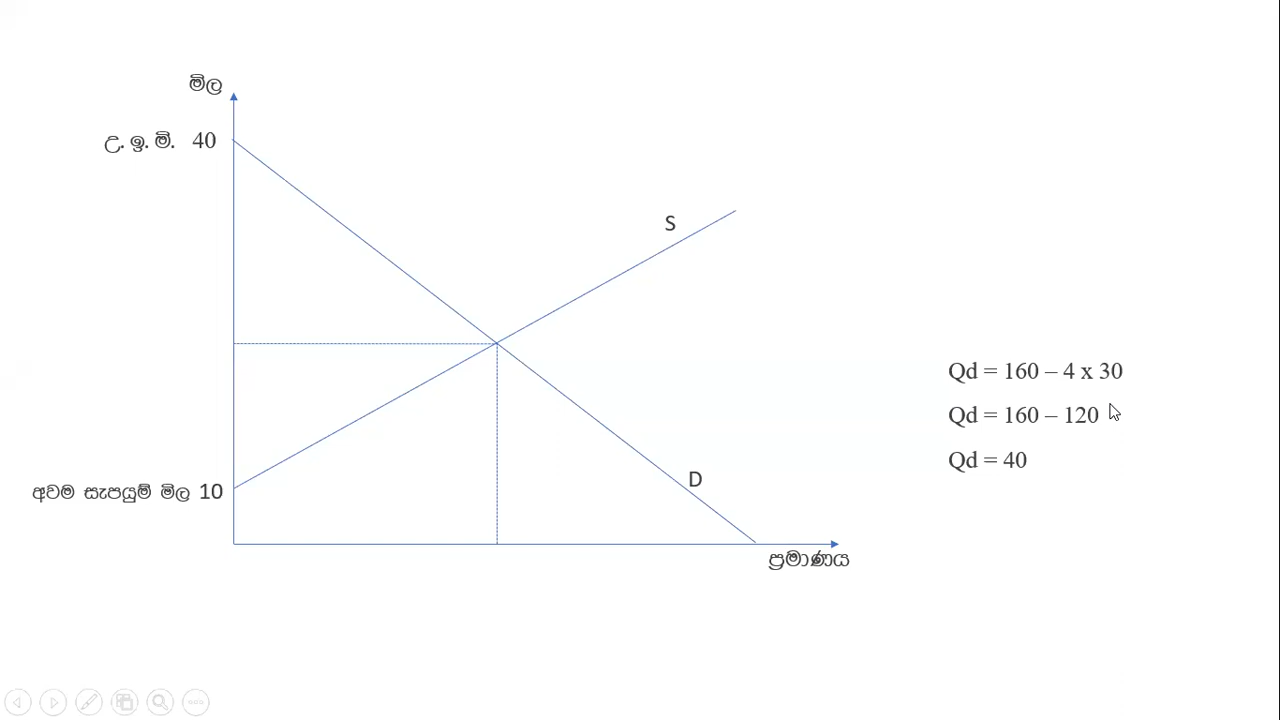 මිල
උ. ඉ. මි. 40
S
Qd = 160 – 4 x 30
Qd = 160 – 120
Qd = 40
D
අවම සැපයුම් මිල 10
ප්‍රමාණය